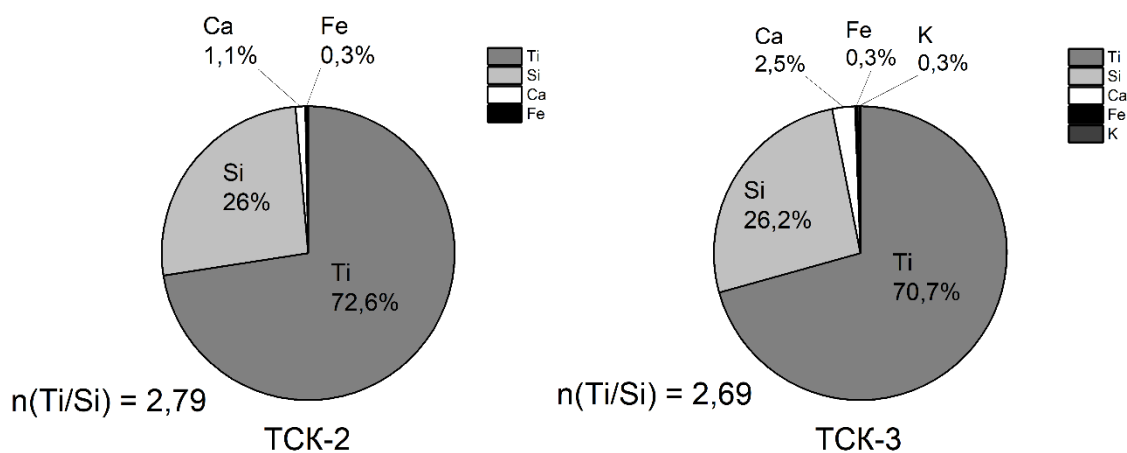 Ca
1,1%
Fe
0,3%
Ti
Si
Ca
Fe
Si
26%
Ti
72,6%
n(Ti/Si) = 2,79
ТСК-2
Ca
2,5%
Fe
0,3%
K
0,3%
Ti
Si
Ca
Fe
K
Si
26,2%
Ti
70,7%
n(Ti/Si) = 2,69
ТСК-3